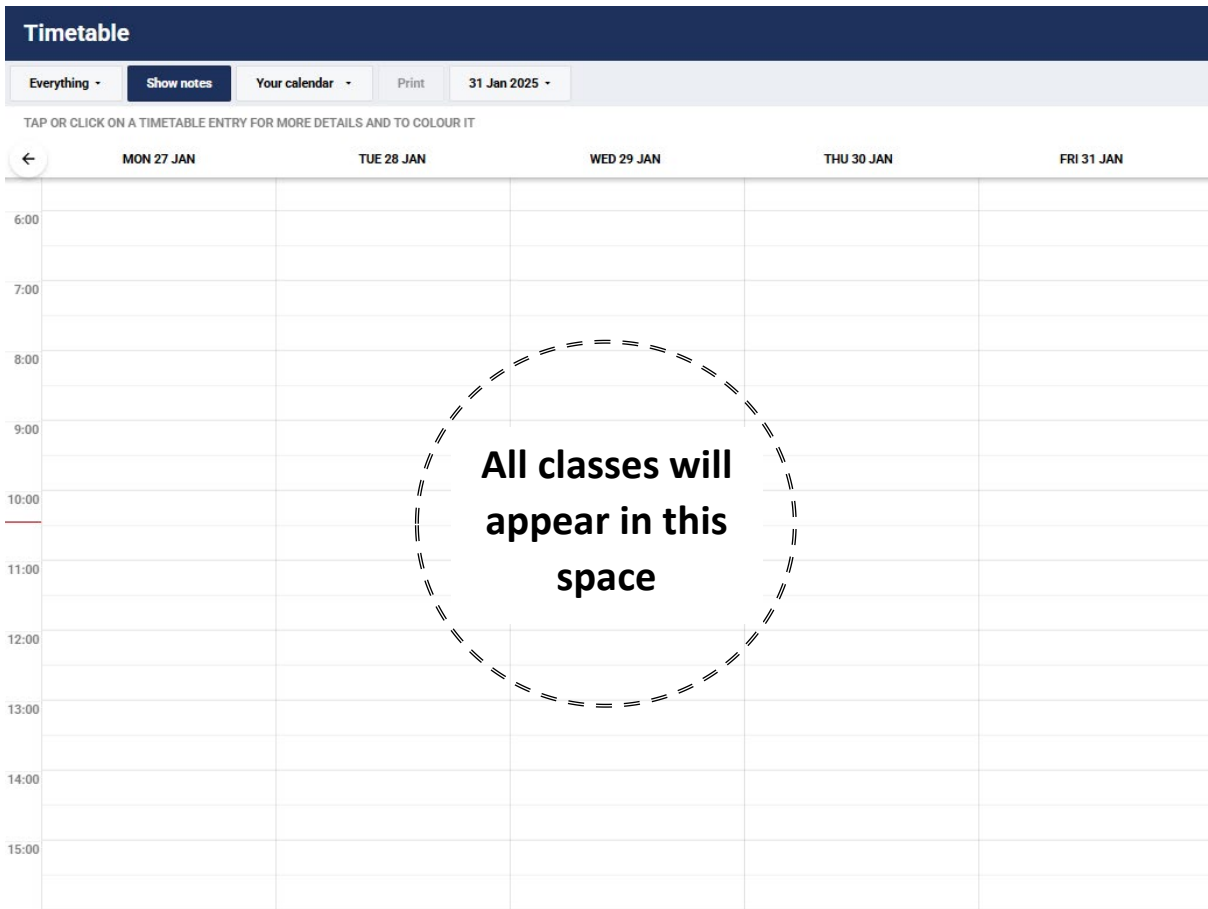 Timetable
Everything Show notes Your calendar Print 31 Jan 2025
TAP OR CLICK ON A TIMETABLE ENTRY FOR MORE DETAILS AND TO COLOUR IT
MON 27 JAN TUE 28 JAN WED 29 JAN THU 30 JAN FRI 31 JAN
6:00
7:00
8:00
9:00
All classes will
10:00
appear in this
11:00
space
12:00
13:00
14:00
15:00